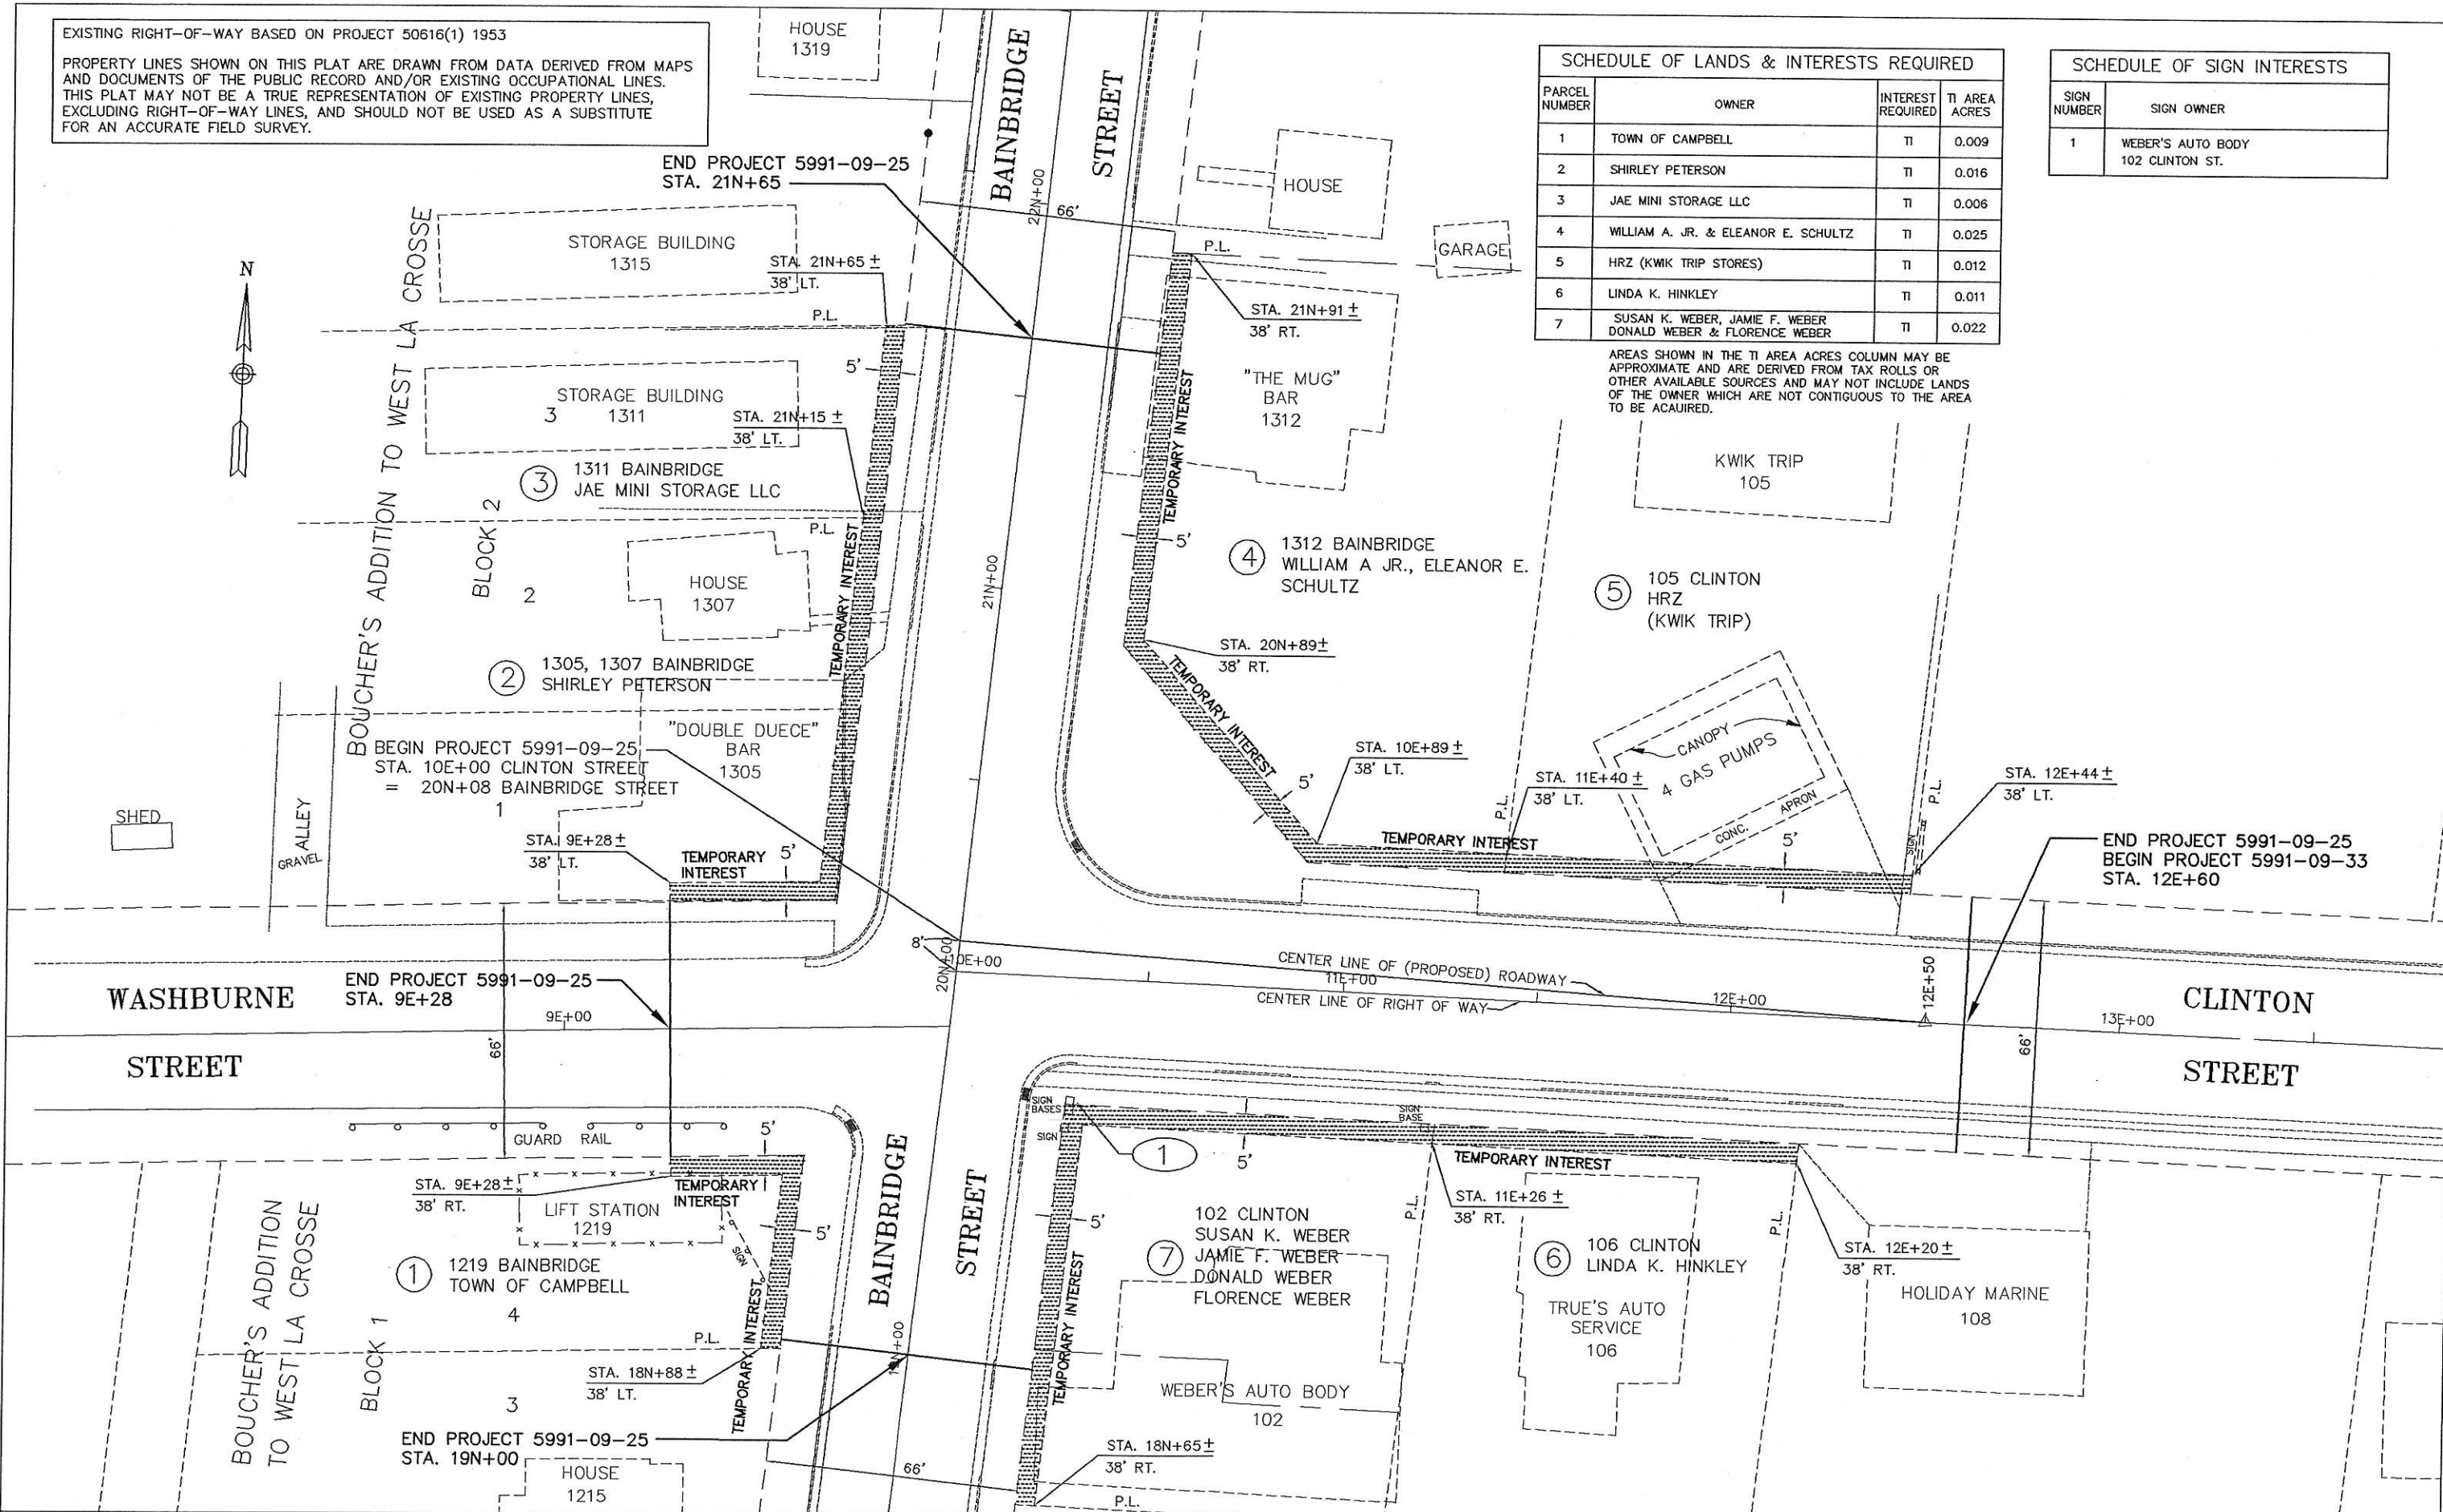 EXISTING RIGHT-OF-WAY BASED ON PROJECT 50616(1) 1953
PROPERTY LINES SHOWN ON THIS PLAT ARE DRAWN FROM DATA DERIVED FROM MAPS
AND DOCUMENTS OF THE PUBLIC RECORD AND/OR EXISTING OCCUPATIONAL LINES.
THIS PLAT MAY NOT BE A TRUE REPRESENTATION OF EXISTING PROPERTY LINES,
EXCLUDING RIGHT-OF-WAY LINES, AND SHOULD NOT BE USED AS A SUBSTITUTE
FOR AN ACCURATE FIELD SURVEY.
HOUSE
1319
BAINBRIDGE
STREET
SCHEDULE OF LANDS & INTERESTS REQUIRED
PARCEL NUMBER OWNER INTEREST REQUIRED TI AREA ACRES
1 TOWN OF CAMPBELL TI 0.009
2 SHIRLEY PETERSON TI 0.016
3 JAE MINI STORAGE LLC TI 0.006
4 WILLIAM A. JR. & ELEANOR E. SCHULTZ TI 0.025
5 HRZ (KWIK TRIP STORES) TI 0.012
6 LINDA K. HINKLEY TI 0.011
7 SUSAN K. WEBER, JAMIE F. WEBER
DONALD WEBER & FLORENCE WEBER TI 0.022
AREAS SHOWN IN THE TI AREA ACRES COLUMN MAY BE
APPROXIMATE AND ARE DERIVED FROM TAX ROLLS OR
OTHER AVAILABLE SOURCES AND MAY NOT INCLUDE LANDS
OF THE OWNER WHICH ARE NOT CONTIGUOUS TO THE AREA
TO BE ACAUIRED.
SCHEDULE OF SIGN INTERESTS
SIGN NUMBER SIGN OWNER
1 WEBER'S AUTO BODY
102 CLINTON ST.
END PROJECT 5991-09-25
STA. 21N+65
22N+00
66'
HOUSE
GARAGE
P.L.
N
BOUCHER'S ADDITION TO WEST LA CROSSE
BLOCK 2
STORAGE BUILDING
1315
STA. 21N+65 ±
38' LT.
P.L.
STA. 21N+91 ±
38' RT.
5'
STORAGE BUILDING
3 1311
STA. 21N+15 ±
38' LT.
"THE MUG"
BAR
1312
TEMPORARY INTEREST
3
1311 BAINBRIDGE
JAE MINI STORAGE LLC
P.L.
KWIK TRIP
105
HOUSE
1307
2
TEMPORARY INTEREST
21N+00
5'
4
1312 BAINBRIDGE
WILLIAM A JR., ELEANOR E.
SCHULTZ
5
105 CLINTON
HRZ
(KWIK TRIP)
2
1305, 1307 BAINBRIDGE
SHIRLEY PETERSON
STA. 20N+89±
38' RT.
TEMPORARY INTEREST
5'
"DOUBLE DUECE"
BAR
1305
BEGIN PROJECT 5991-09-25
STA. 10E+00 CLINTON STREET
= 20N+08 BAINBRIDGE STREET
1
SHED
ALLEY
GRAVEL
STA. 10E+89 ±
38' LT.
P.L.
STA. 11E+40 ±
38' LT.
CANOPY
4 GAS PUMPS
CONC. APRON
P.L.
SIGN
STA. 12E+44 ±
38' LT.
STA. 9E+28 ±
38' LT.
TEMPORARY
INTEREST
5'
TEMPORARY INTEREST
5'
END PROJECT 5991-09-25
BEGIN PROJECT 5991-09-33
STA. 12E+60
8'
20N+00
10E+00
CENTER LINE OF (PROPOSED) ROADWAY
11E+00
CENTER LINE OF RIGHT OF WAY
12E+00
12E+50
13E+00
66'
WASHBURNE
STREET
END PROJECT 5991-09-25
STA. 9E+28
9E+00
66'
CLINTON
STREET
GUARD RAIL
5'
SIGN
BASES
SIGN
SIGN
BASE
1
5'
TEMPORARY INTEREST
STA. 9E+28±
38' RT.
TEMPORARY
INTEREST
LIFT STATION
1219
SIGN
5'
BAINBRIDGE
STREET
5'
STA. 11E+26 ±
38' RT.
P.L.
P.L.
STA. 12E+20 ±
38' RT.
1
1219 BAINBRIDGE
TOWN OF CAMPBELL
4
7
102 CLINTON
SUSAN K. WEBER
JAMIE F. WEBER
DONALD WEBER
FLORENCE WEBER
6
106 CLINTON
LINDA K. HINKLEY
TRUE'S AUTO
SERVICE
106
HOLIDAY MARINE
108
BOUCHER'S ADDITION
TO WEST LA CROSSE
BLOCK 1
P.L.
TEMPORARY INTEREST
TEMPORARY INTEREST
19N+00
STA. 18N+88 ±
38' LT.
3
WEBER'S AUTO BODY
102
END PROJECT 5991-09-25
STA. 19N+00
HOUSE
1215
66'
STA. 18N+65±
38' RT.
P.L.